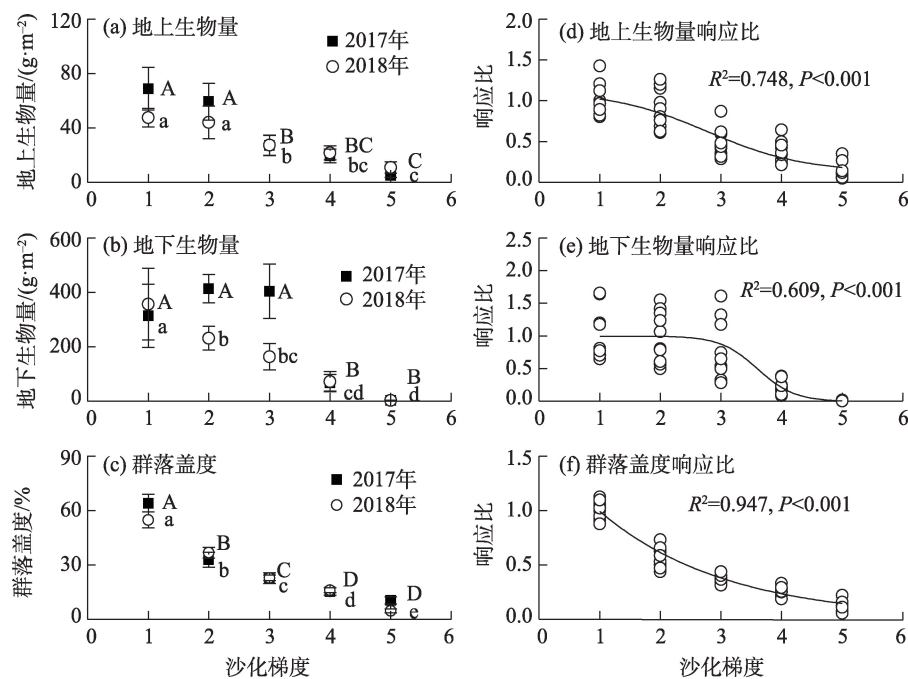 (a) 地上生物量
地上生物量/(g·m⁻²)
120
80
40
0
■ 2017年
○ 2018年
A
a
A
a
B
b
BC
bc
C
c
0 1 2 3 4 5 6
(d) 地上生物量响应比
响应比
2.0
1.5
1.0
0.5
0.0
R²=0.748, P<0.001
0 1 2 3 4 5 6
(b) 地下生物量
地下生物量/(g·m⁻²)
600
400
200
0
■ 2017年
○ 2018年
A
a
A
b
A
bc
B
cd
B
d
0 1 2 3 4 5 6
(e) 地下生物量响应比
响应比
2.5
2.0
1.5
1.0
0.5
0.0
R²=0.609, P<0.001
0 1 2 3 4 5 6
(c) 群落盖度
群落盖度/%
90
60
30
0
■ 2017年
○ 2018年
A
a
B
b
C
c
D
d
D
e
0 1 2 3 4 5 6
沙化梯度
(f) 群落盖度响应比
响应比
1.5
1.0
0.5
0.0
R²=0.947, P<0.001
0 1 2 3 4 5 6
沙化梯度